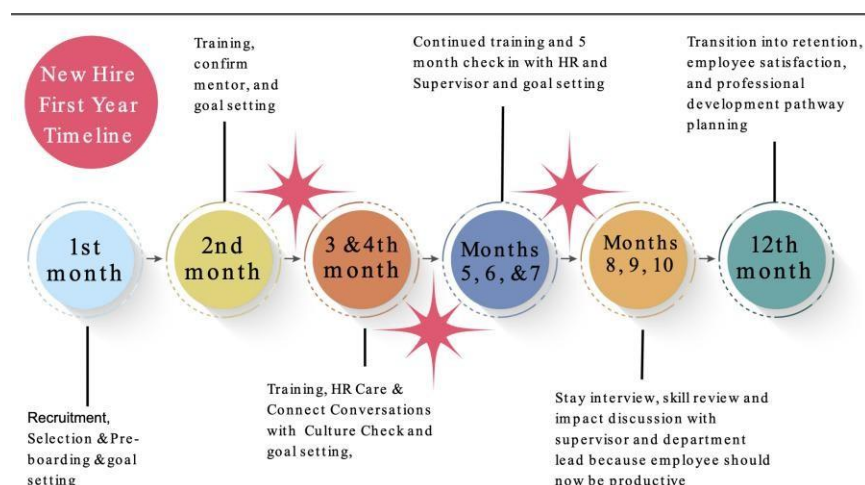 New Hire
First Year
Timeline
Training,
confirm
mentor, and
goal setting
Continued training and 5
month check in with HR and
Supervisor and goal setting
Transition into retention,
employee satisfaction,
and professional
development pathway
planning
1st
month
2nd
month
3 &4th
month
Months
5, 6, &7
Months
8, 9, 10
12th
month
Recruitment,
Selection &Pre-
boarding &goal
setting
Training, HR Care &
Connect Conversations
with Culture Check and
goal setting,
Stay interview, skill review and
impact discussion with
supervisor and department
lead because employee should
now be productive